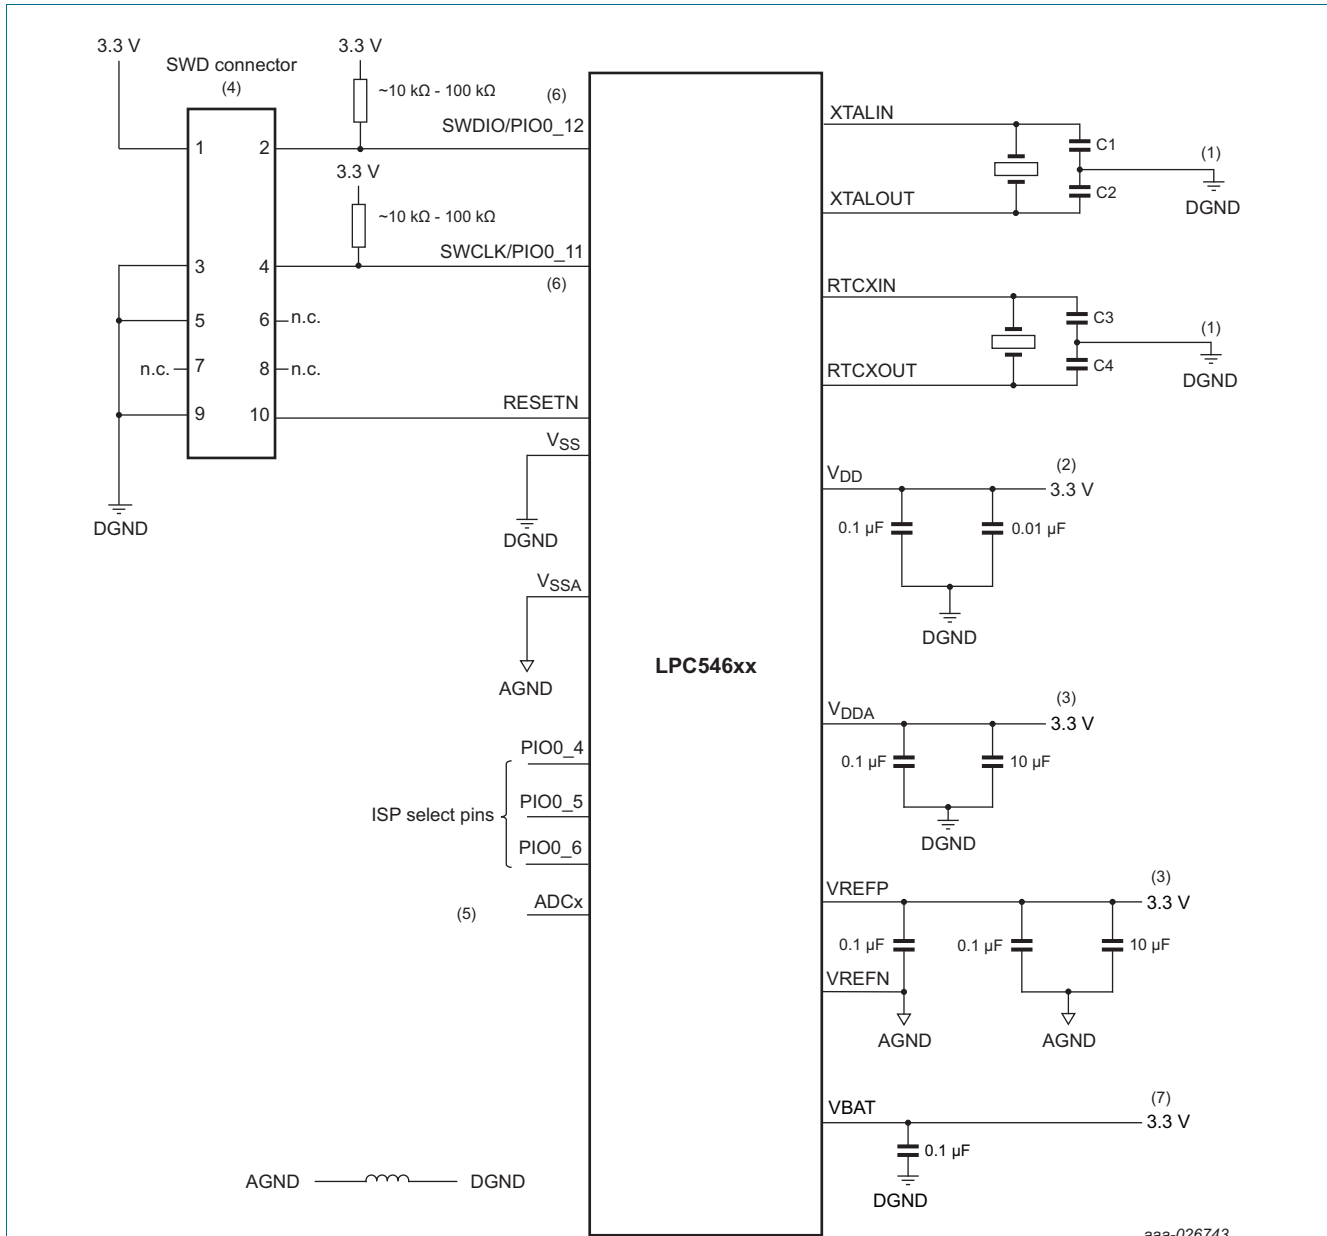 3.3 V
SWD connector
(4)
3.3 V
~10 kΩ - 100 kΩ
(6)
SWDIO/PIO0_12
1
2
3.3 V
~10 kΩ - 100 kΩ
SWCLK/PIO0_11
(6)
3
4
5
6
n.c.
n.c.
7
8
n.c.
9
10
RESETN
DGND
VSS
DGND
VSSA
AGND
PIO0_4
ISP select pins
PIO0_5
PIO0_6
(5)
ADCx
AGND
DGND
LPC546xx
XTALIN
C1
(1)
C2
DGND
XTALOUT
RTCXIN
C3
(1)
C4
DGND
RTCXOUT
VDD
(2)
3.3 V
0.1 µF
0.01 µF
DGND
VDDA
(3)
3.3 V
0.1 µF
10 µF
DGND
VREFP
(3)
3.3 V
0.1 µF
0.1 µF
10 µF
VREFN
AGND
AGND
VBAT
(7)
3.3 V
0.1 µF
DGND
aaa-026743